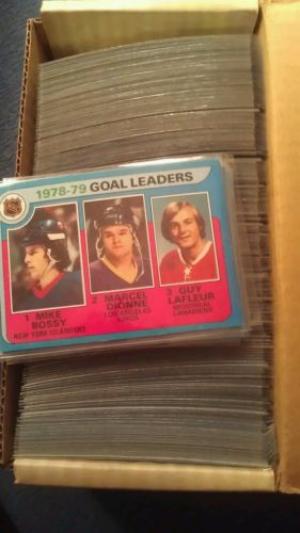 1978-79 GOAL LEADERS
1 MIKE
BOSSY
NEW YORK ISLANDERS
2 MARCEL
DIONNE
LOS ANGELES
KINGS
3 GUY
LAFLEUR
MONTREAL
CANADIENS